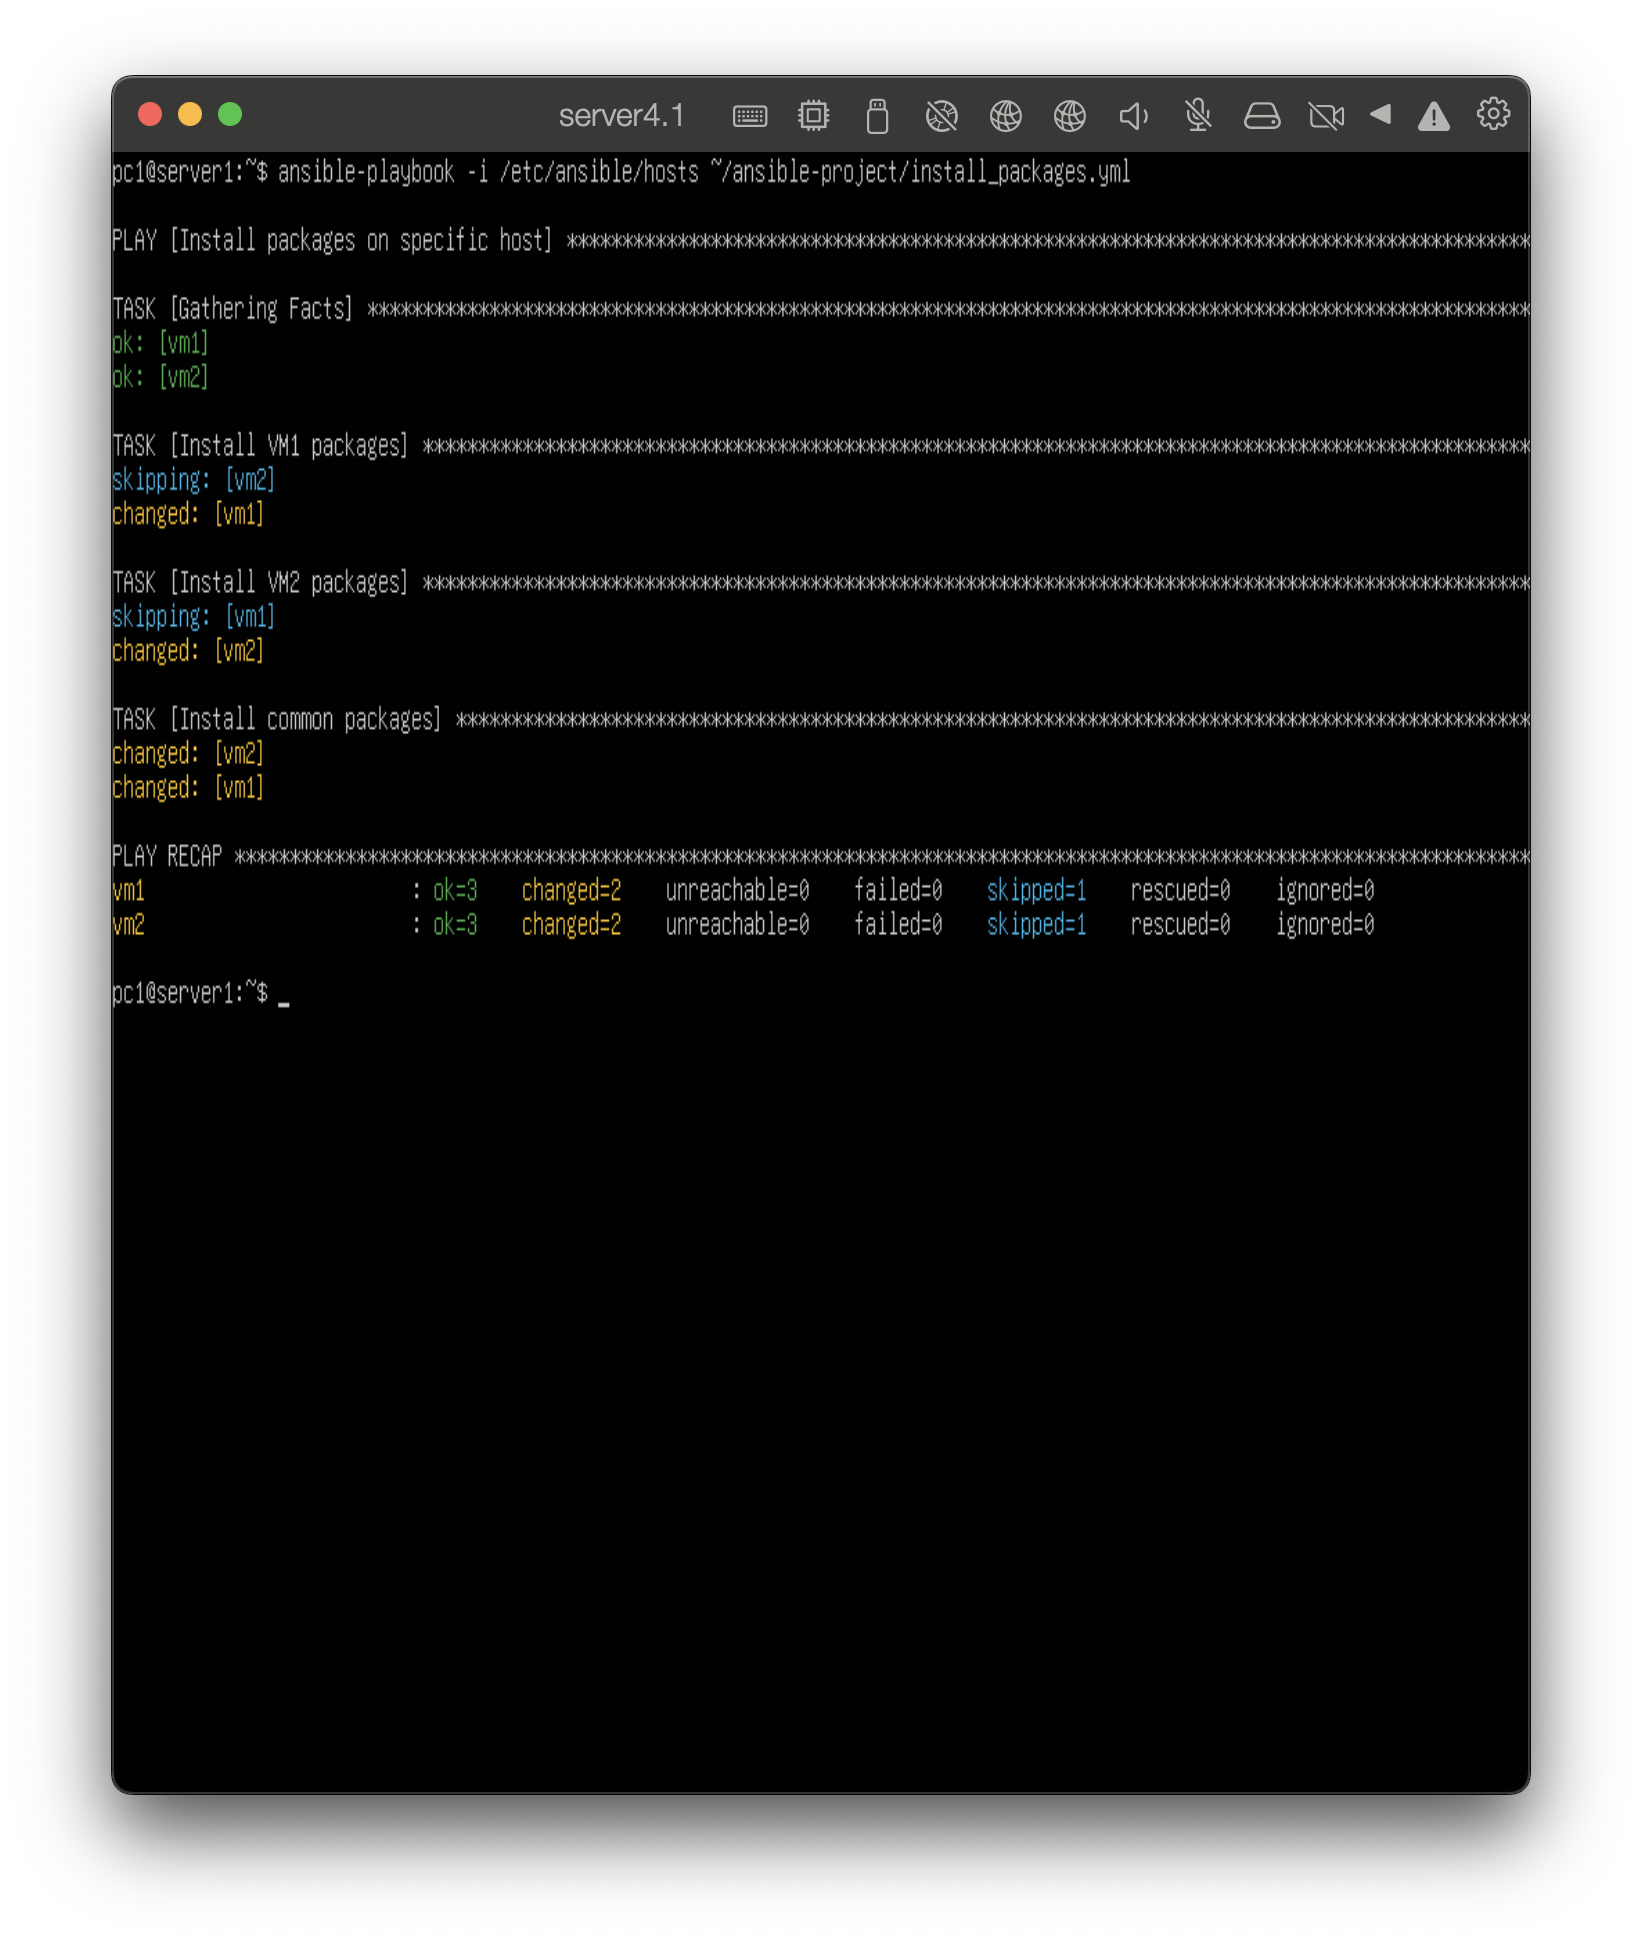 server4.1
pc1@server1:~$ ansible-playbook -i /etc/ansible/hosts ~/ansible-project/install_packages.yml
PLAY [Install packages on specific host] ***************************************************************************************
TASK [Gathering Facts] *********************************************************************************************************
ok: [vm1]
ok: [vm2]
TASK [Install VM1 packages] ****************************************************************************************************
skipping: [vm2]
changed: [vm1]
TASK [Install VM2 packages] ****************************************************************************************************
skipping: [vm1]
changed: [vm2]
TASK [Install common packages] *************************************************************************************************
changed: [vm2]
changed: [vm1]
PLAY RECAP *********************************************************************************************************************
vm1                        : ok=3    changed=2    unreachable=0    failed=0    skipped=1    rescued=0    ignored=0
vm2                        : ok=3    changed=2    unreachable=0    failed=0    skipped=1    rescued=0    ignored=0
pc1@server1:~$ _